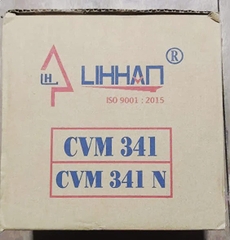 LH
LIHHAN®
ISO 9001 : 2015
CVM 341
CVM 341 N